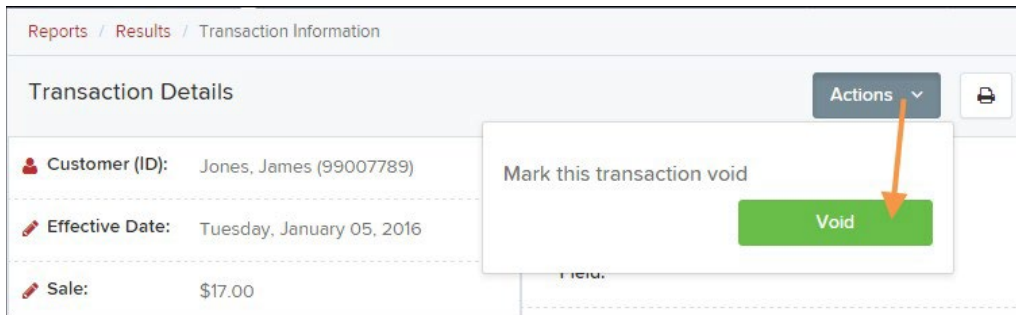 Reports / Results / Transaction Information
Transaction Details
Actions
Customer (ID): Jones, James (99007789)
Mark this transaction void
Effective Date: Tuesday, January 05, 2016
Void
Sale: $17.00